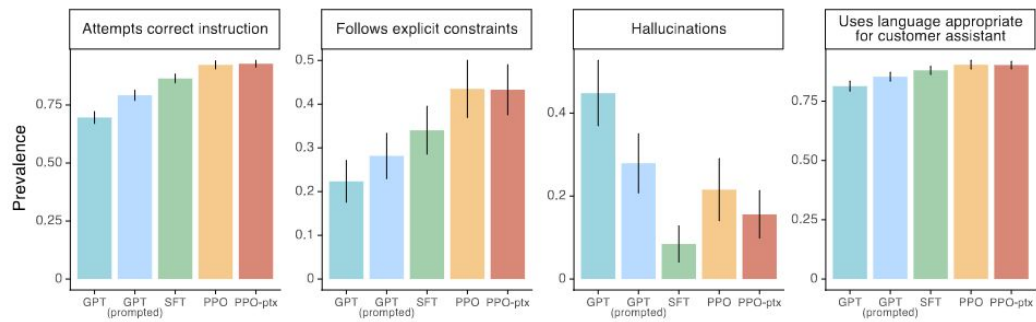 Attempts correct instruction
Follows explicit constraints
Hallucinations
Uses language appropriate
for customer assistant
Prevalence
0.75
0.50
0.25
0
GPT GPT SFT PPO PPO-ptx
(prompted)
0.5
0.4
0.3
0.2
0.1
0
GPT GPT SFT PPO PPO-ptx
(prompted)
0.4
0.2
0
GPT GPT SFT PPO PPO-ptx
(prompted)
0.75
0.50
0.25
0
GPT GPT SFT PPO PPO-ptx
(prompted)